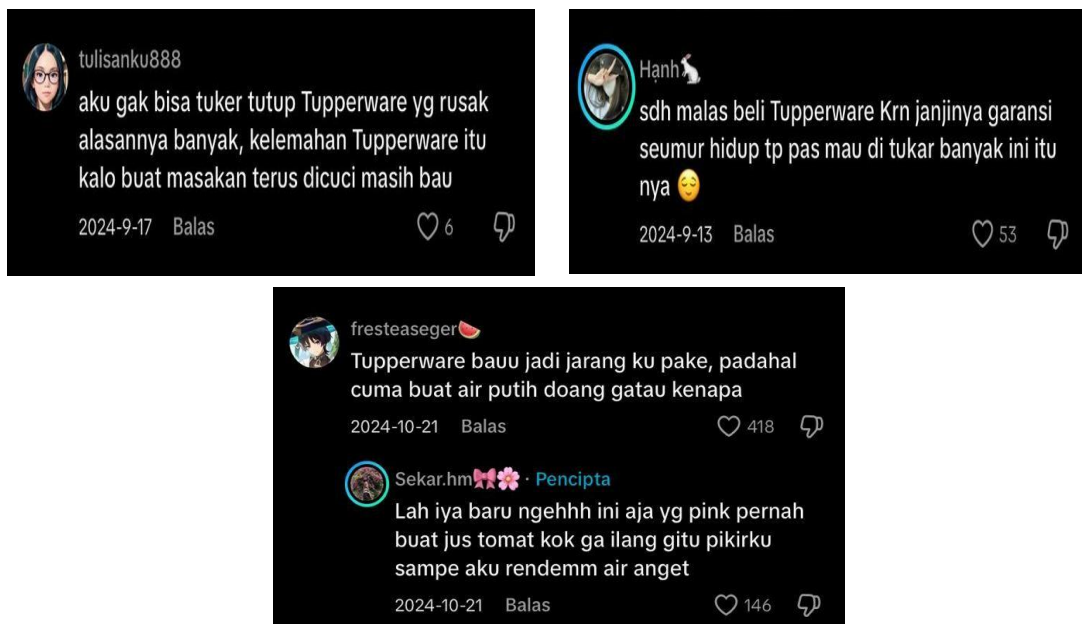 tulisanku888
aku gak bisa tuker tutup Tupperware yg rusak
alasannya banyak, kelemahan Tupperware itu
kalo buat masakan terus dicuci masih bau
2024-9-17 Balas 6
Hạnh🐇
sdh malas beli Tupperware Krn janjinya garansi
seumur hidup tp pas mau di tukar banyak ini itu
nya 😌
2024-9-13 Balas 53
fresteaseger🍉
Tupperware bauu jadi jarang ku pake, padahal
cuma buat air putih doang gatau kenapa
2024-10-21 Balas 418
Sekar.hm🎀🌸 · Pencipta
Lah iya baru ngehhh ini aja yg pink pernah
buat jus tomat kok ga ilang gitu pikirku
sampe aku rendemm air anget
2024-10-21 Balas 146